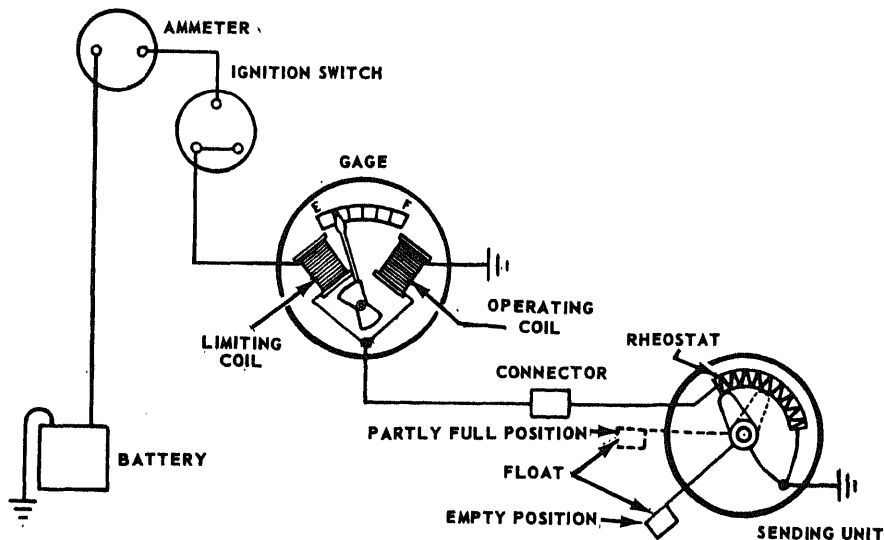 AMMETER
IGNITION SWITCH
GAGE
E
F
LIMITING
COIL
OPERATING
COIL
RHEOSTAT
CONNECTOR
PARTLY FULL POSITION
BATTERY
FLOAT
EMPTY POSITION
SENDING UNIT